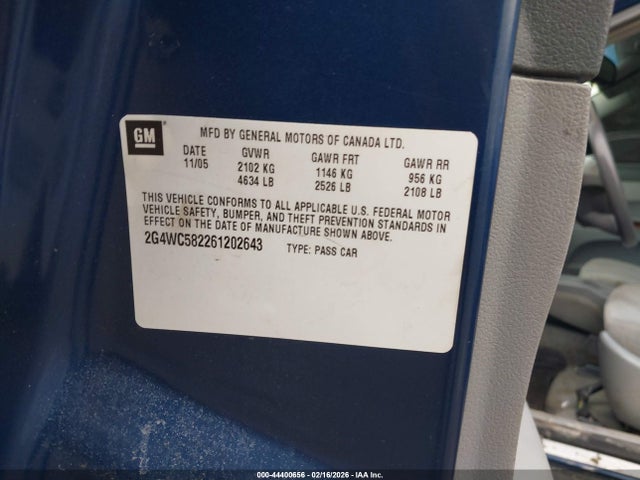 GM
MFD BY GENERAL MOTORS OF CANADA LTD.
DATE GVWR GAWR FRT GAWR RR
11/05 2102 KG 1146 KG 956 KG
4634 LB 2526 LB 2108 LB
THIS VEHICLE CONFORMS TO ALL APPLICABLE U.S. FEDERAL MOTOR
VEHICLE SAFETY, BUMPER, AND THEFT PREVENTION STANDARDS IN
EFFECT ON THE DATE OF MANUFACTURE SHOWN ABOVE.
2G4WC582261202643 TYPE: PASS CAR
000-44400656 - 02/16/2026 - IAA Inc.